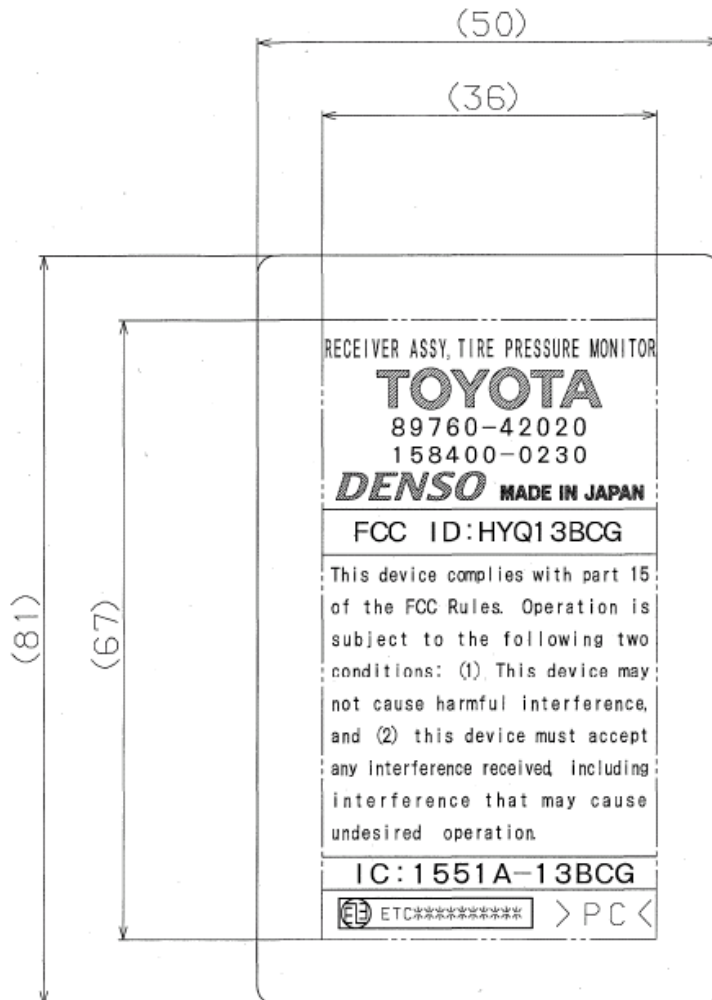 (50)
(36)
(81)
(67)
RECEIVER ASSY, TIRE PRESSURE MONITOR
TOYOTA
89760-42020
158400-0230
DENSO MADE IN JAPAN
FCC ID:HYQ13BCG
This device complies with part 15
of the FCC Rules. Operation is
subject to the following two
conditions: (1) This device may
not cause harmful interference,
and (2) this device must accept
any interference received, including
interference that may cause
undesired operation.
IC:1551A-13BCG
E13 ETC********** >PC<